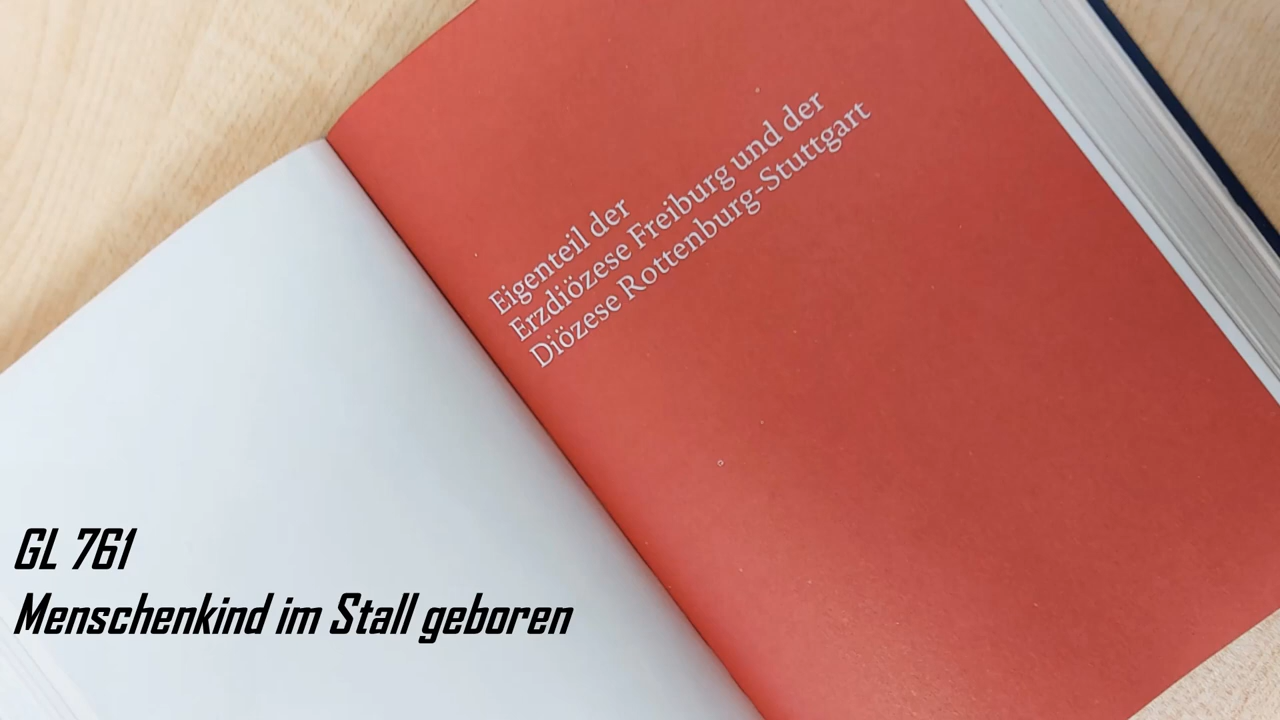 Eigenteil der
Erzdiözese Freiburg und der
Diözese Rottenburg-Stuttgart
GL 761
Menschenkind im Stall geboren